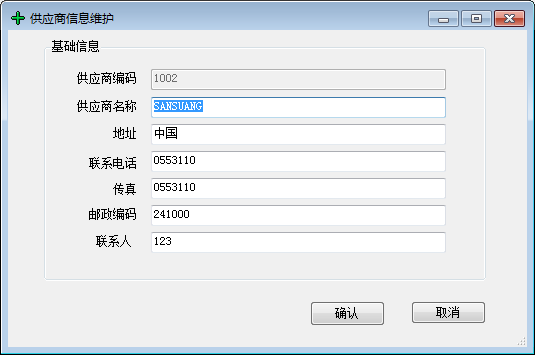 供应商信息维护
基础信息
供应商编码 1002
供应商名称 SANSUANG
地址 中国
联系电话 0553110
传真 0553110
邮政编码 241000
联系人 123
确认 取消